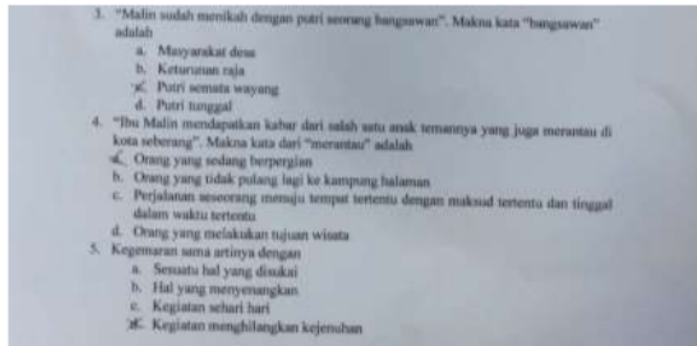 3. "Malin sudah menikah dengan putri seorang bangsawan". Makna kata "bangsawan"
adalah
a. Masyarakat desa
b. Keturunan raja
c. Putri semata wayang
d. Putri tunggal
4. "Ibu Malin mendapatkan kabar dari salah satu anak temannya yang juga merantau di
kota seberang". Makna kata dari "merantau" adalah
a. Orang yang sedang berpergian
b. Orang yang tidak pulang lagi ke kampung halaman
c. Perjalanan seseorang menuju tempat tertentu dengan maksud tertentu dan tinggal
dalam waktu tertentu
d. Orang yang melakukan tujuan wisata
5. Kegemaran sama artinya dengan
a. Sesuatu hal yang disukai
b. Hal yang menyenangkan
c. Kegiatan sehari hari
d. Kegiatan menghilangkan kejenuhan